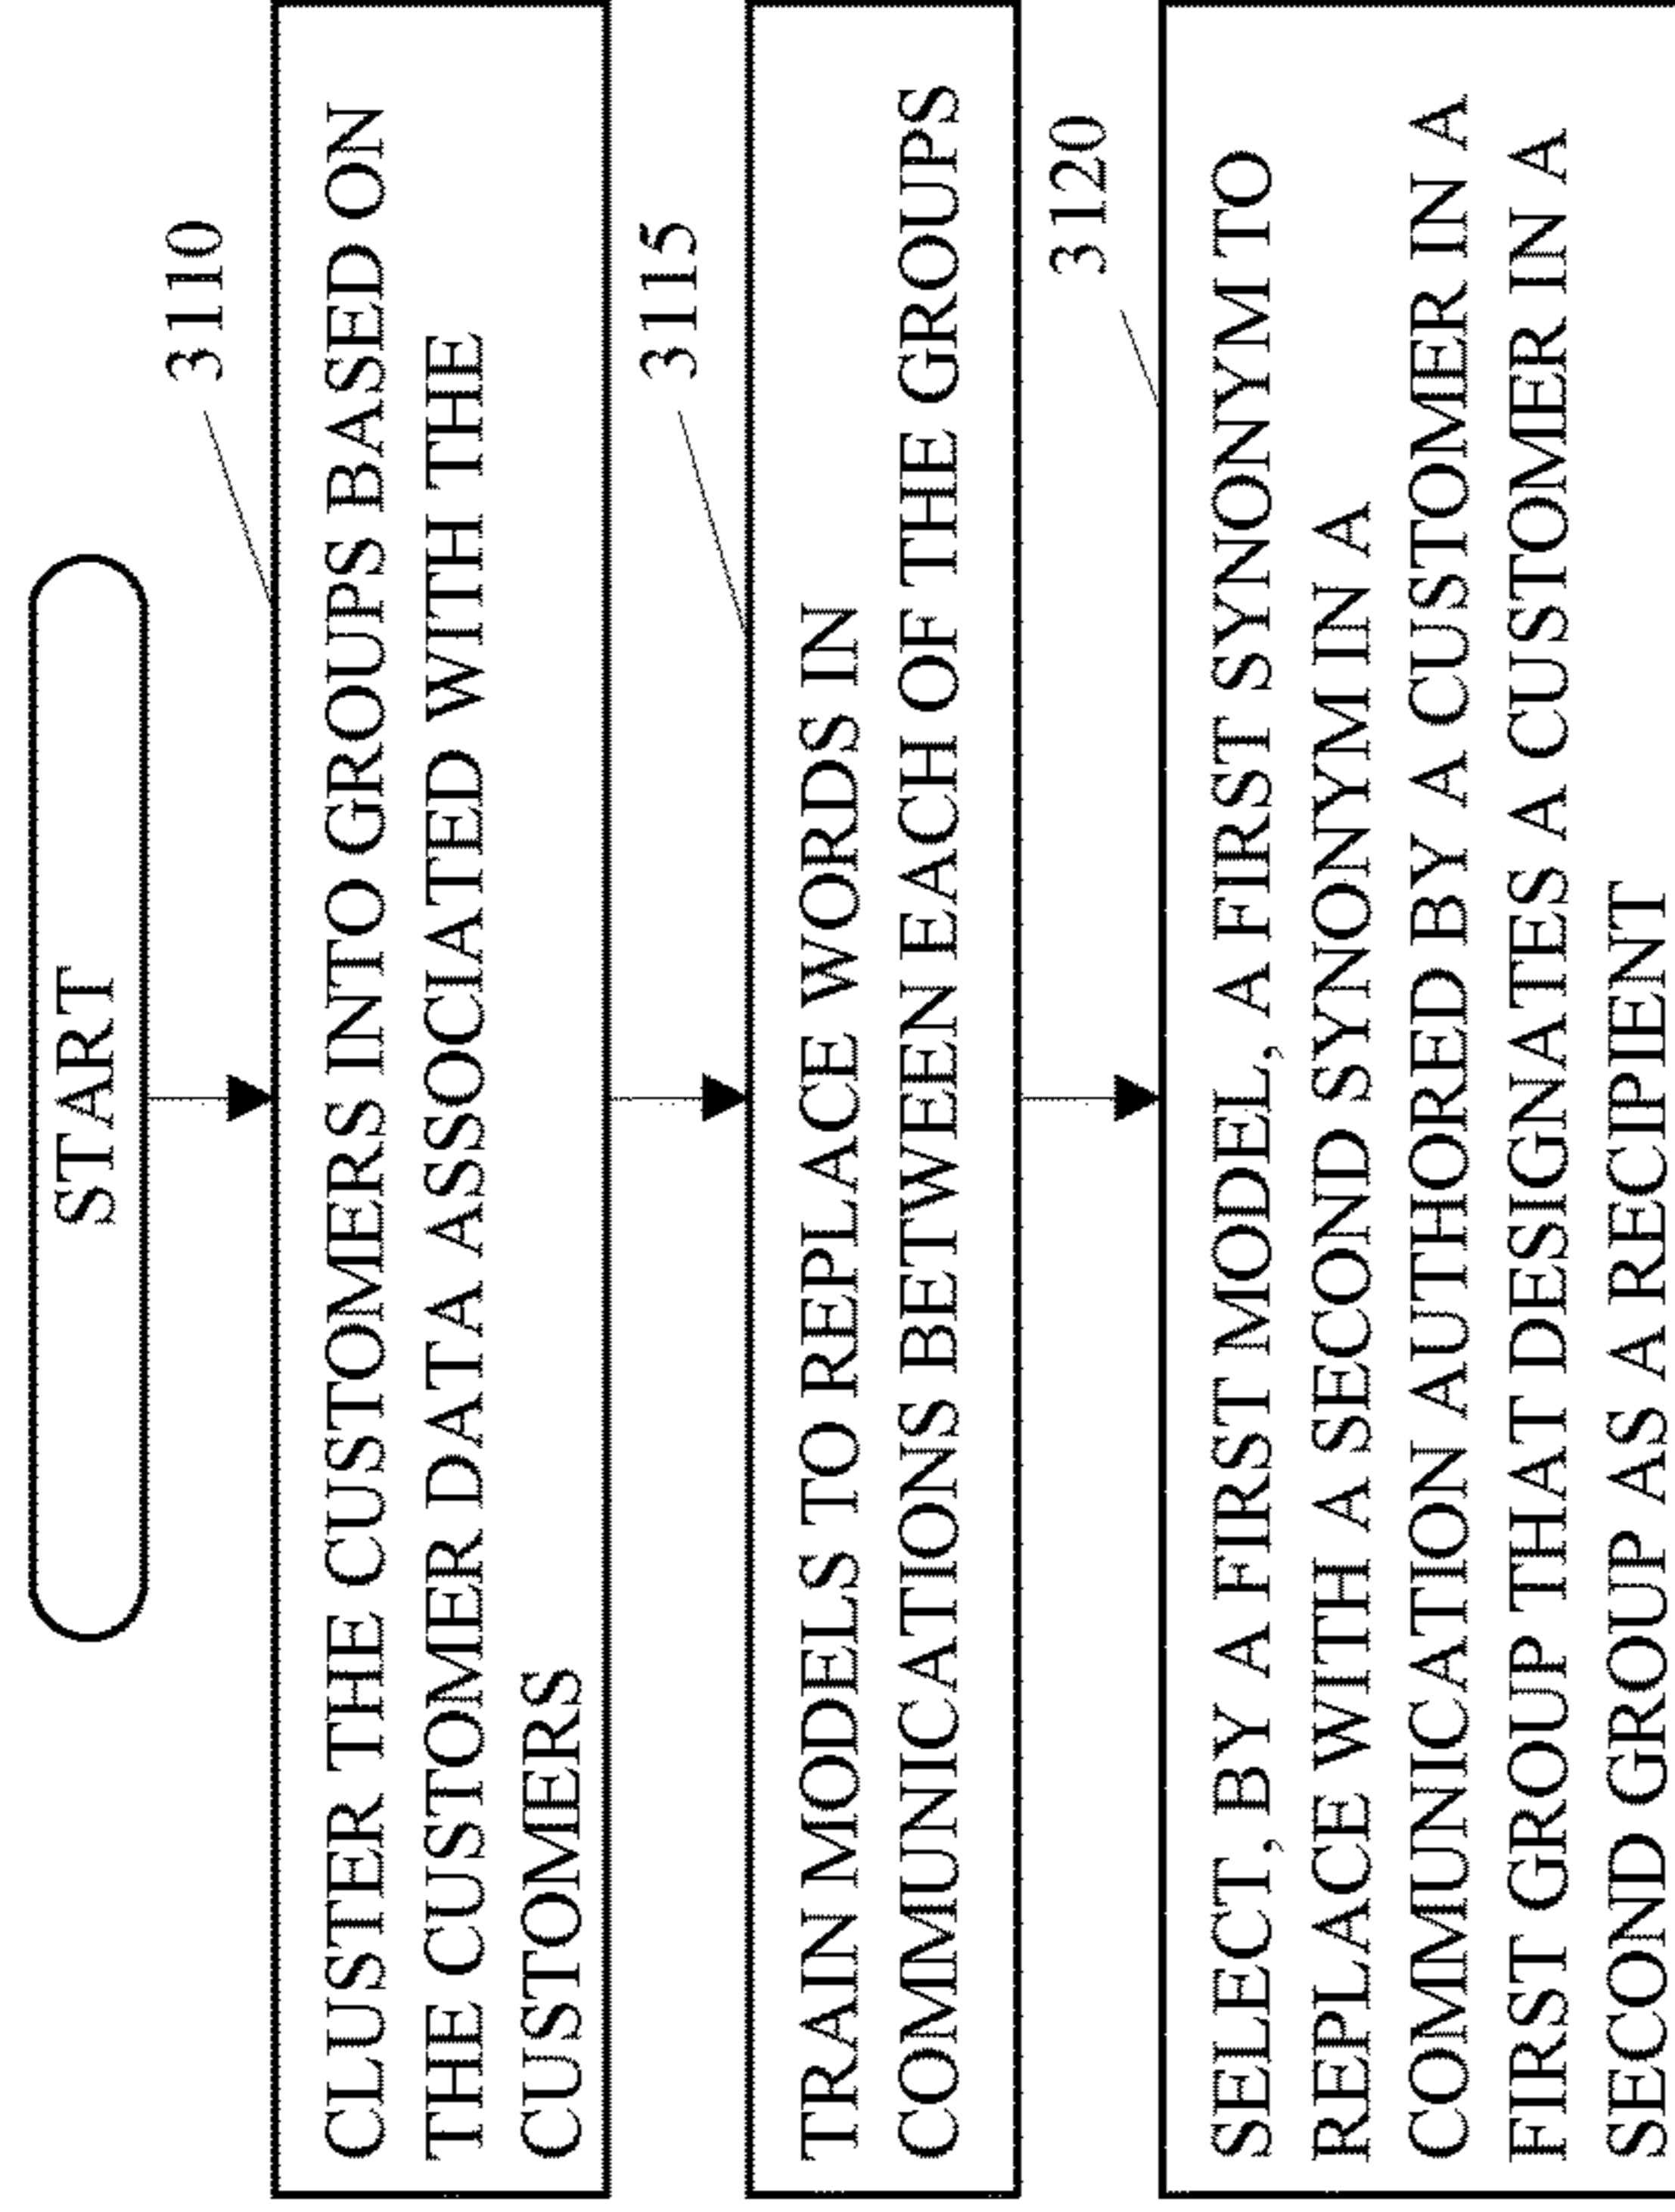 START
3110
CLUSTER THE CUSTOMERS INTO GROUPS BASED ON
THE CUSTOMER DATA ASSOCIATED WITH THE
CUSTOMERS
3115
TRAIN MODELS TO REPLACE WORDS IN
COMMUNICATIONS BETWEEN EACH OF THE GROUPS
3120
SELECT, BY A FIRST MODEL, A FIRST SYNONYM TO
REPLACE WITH A SECOND SYNONYM IN A
COMMUNICATION AUTHORED BY A CUSTOMER IN A
FIRST GROUP THAT DESIGNATES A CUSTOMER IN A
SECOND GROUP AS A RECIPIENT